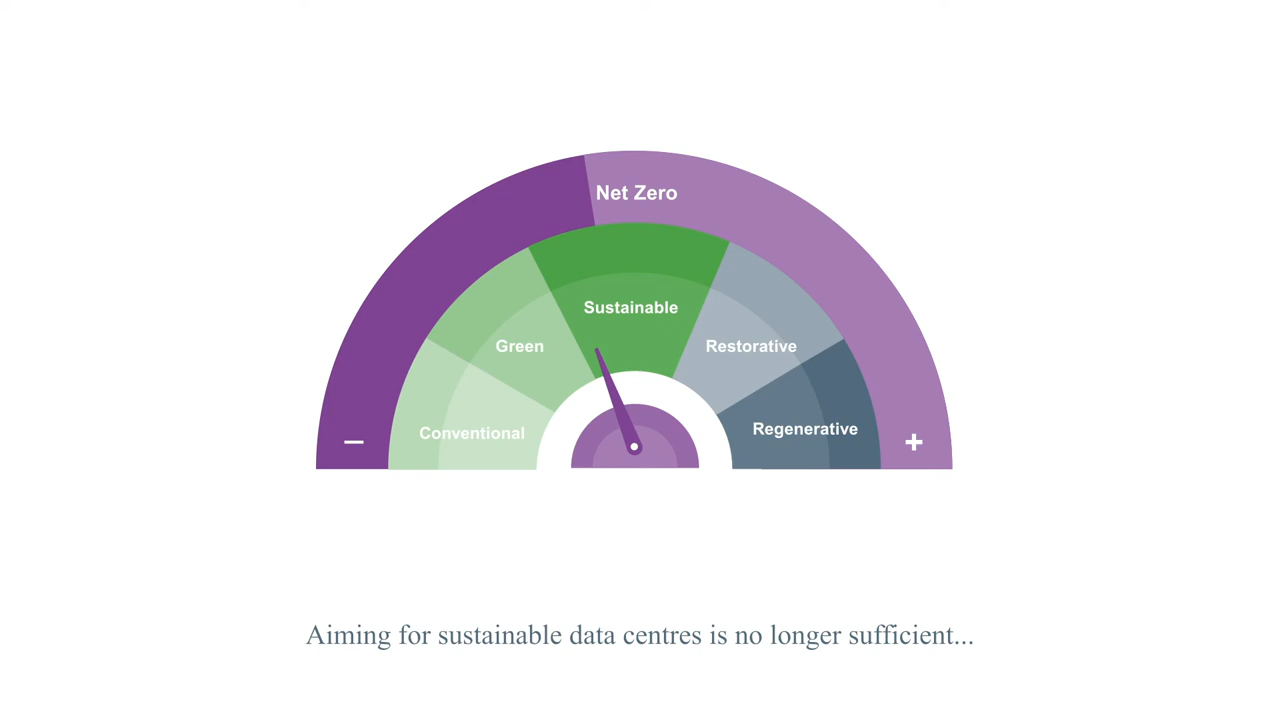 Net Zero
Sustainable
Green
Restorative
Conventional
Regenerative
–
+
Aiming for sustainable data centres is no longer sufficient...